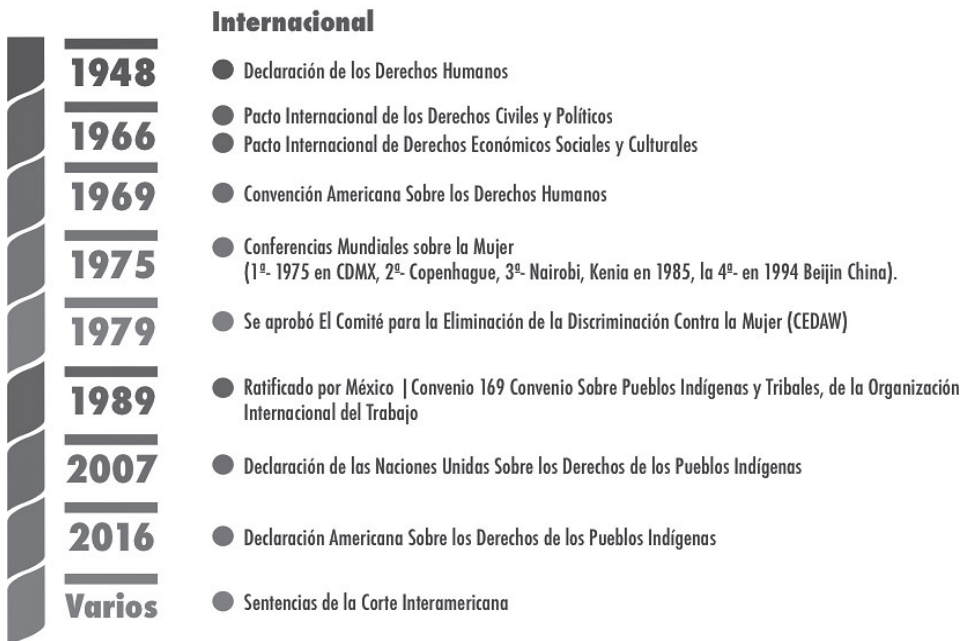 Internacional
1948
Declaración de los Derechos Humanos
1966
Pacto Internacional de los Derechos Civiles y Políticos
Pacto Internacional de Derechos Económicos Sociales y Culturales
1969
Convención Americana Sobre los Derechos Humanos
1975
Conferencias Mundiales sobre la Mujer
(1ª- 1975 en CDMX, 2ª- Copenhague, 3ª- Nairobi, Kenia en 1985, la 4ª- en 1994 Beijin China).
1979
Se aprobó El Comité para la Eliminación de la Discriminación Contra la Mujer (CEDAW)
1989
Ratificado por México | Convenio 169 Convenio Sobre Pueblos Indígenas y Tribales, de la Organización
Internacional del Trabajo
2007
Declaración de las Naciones Unidas Sobre los Derechos de los Pueblos Indígenas
2016
Declaración Americana Sobre los Derechos de los Pueblos Indígenas
Varios
Sentencias de la Corte Interamericana